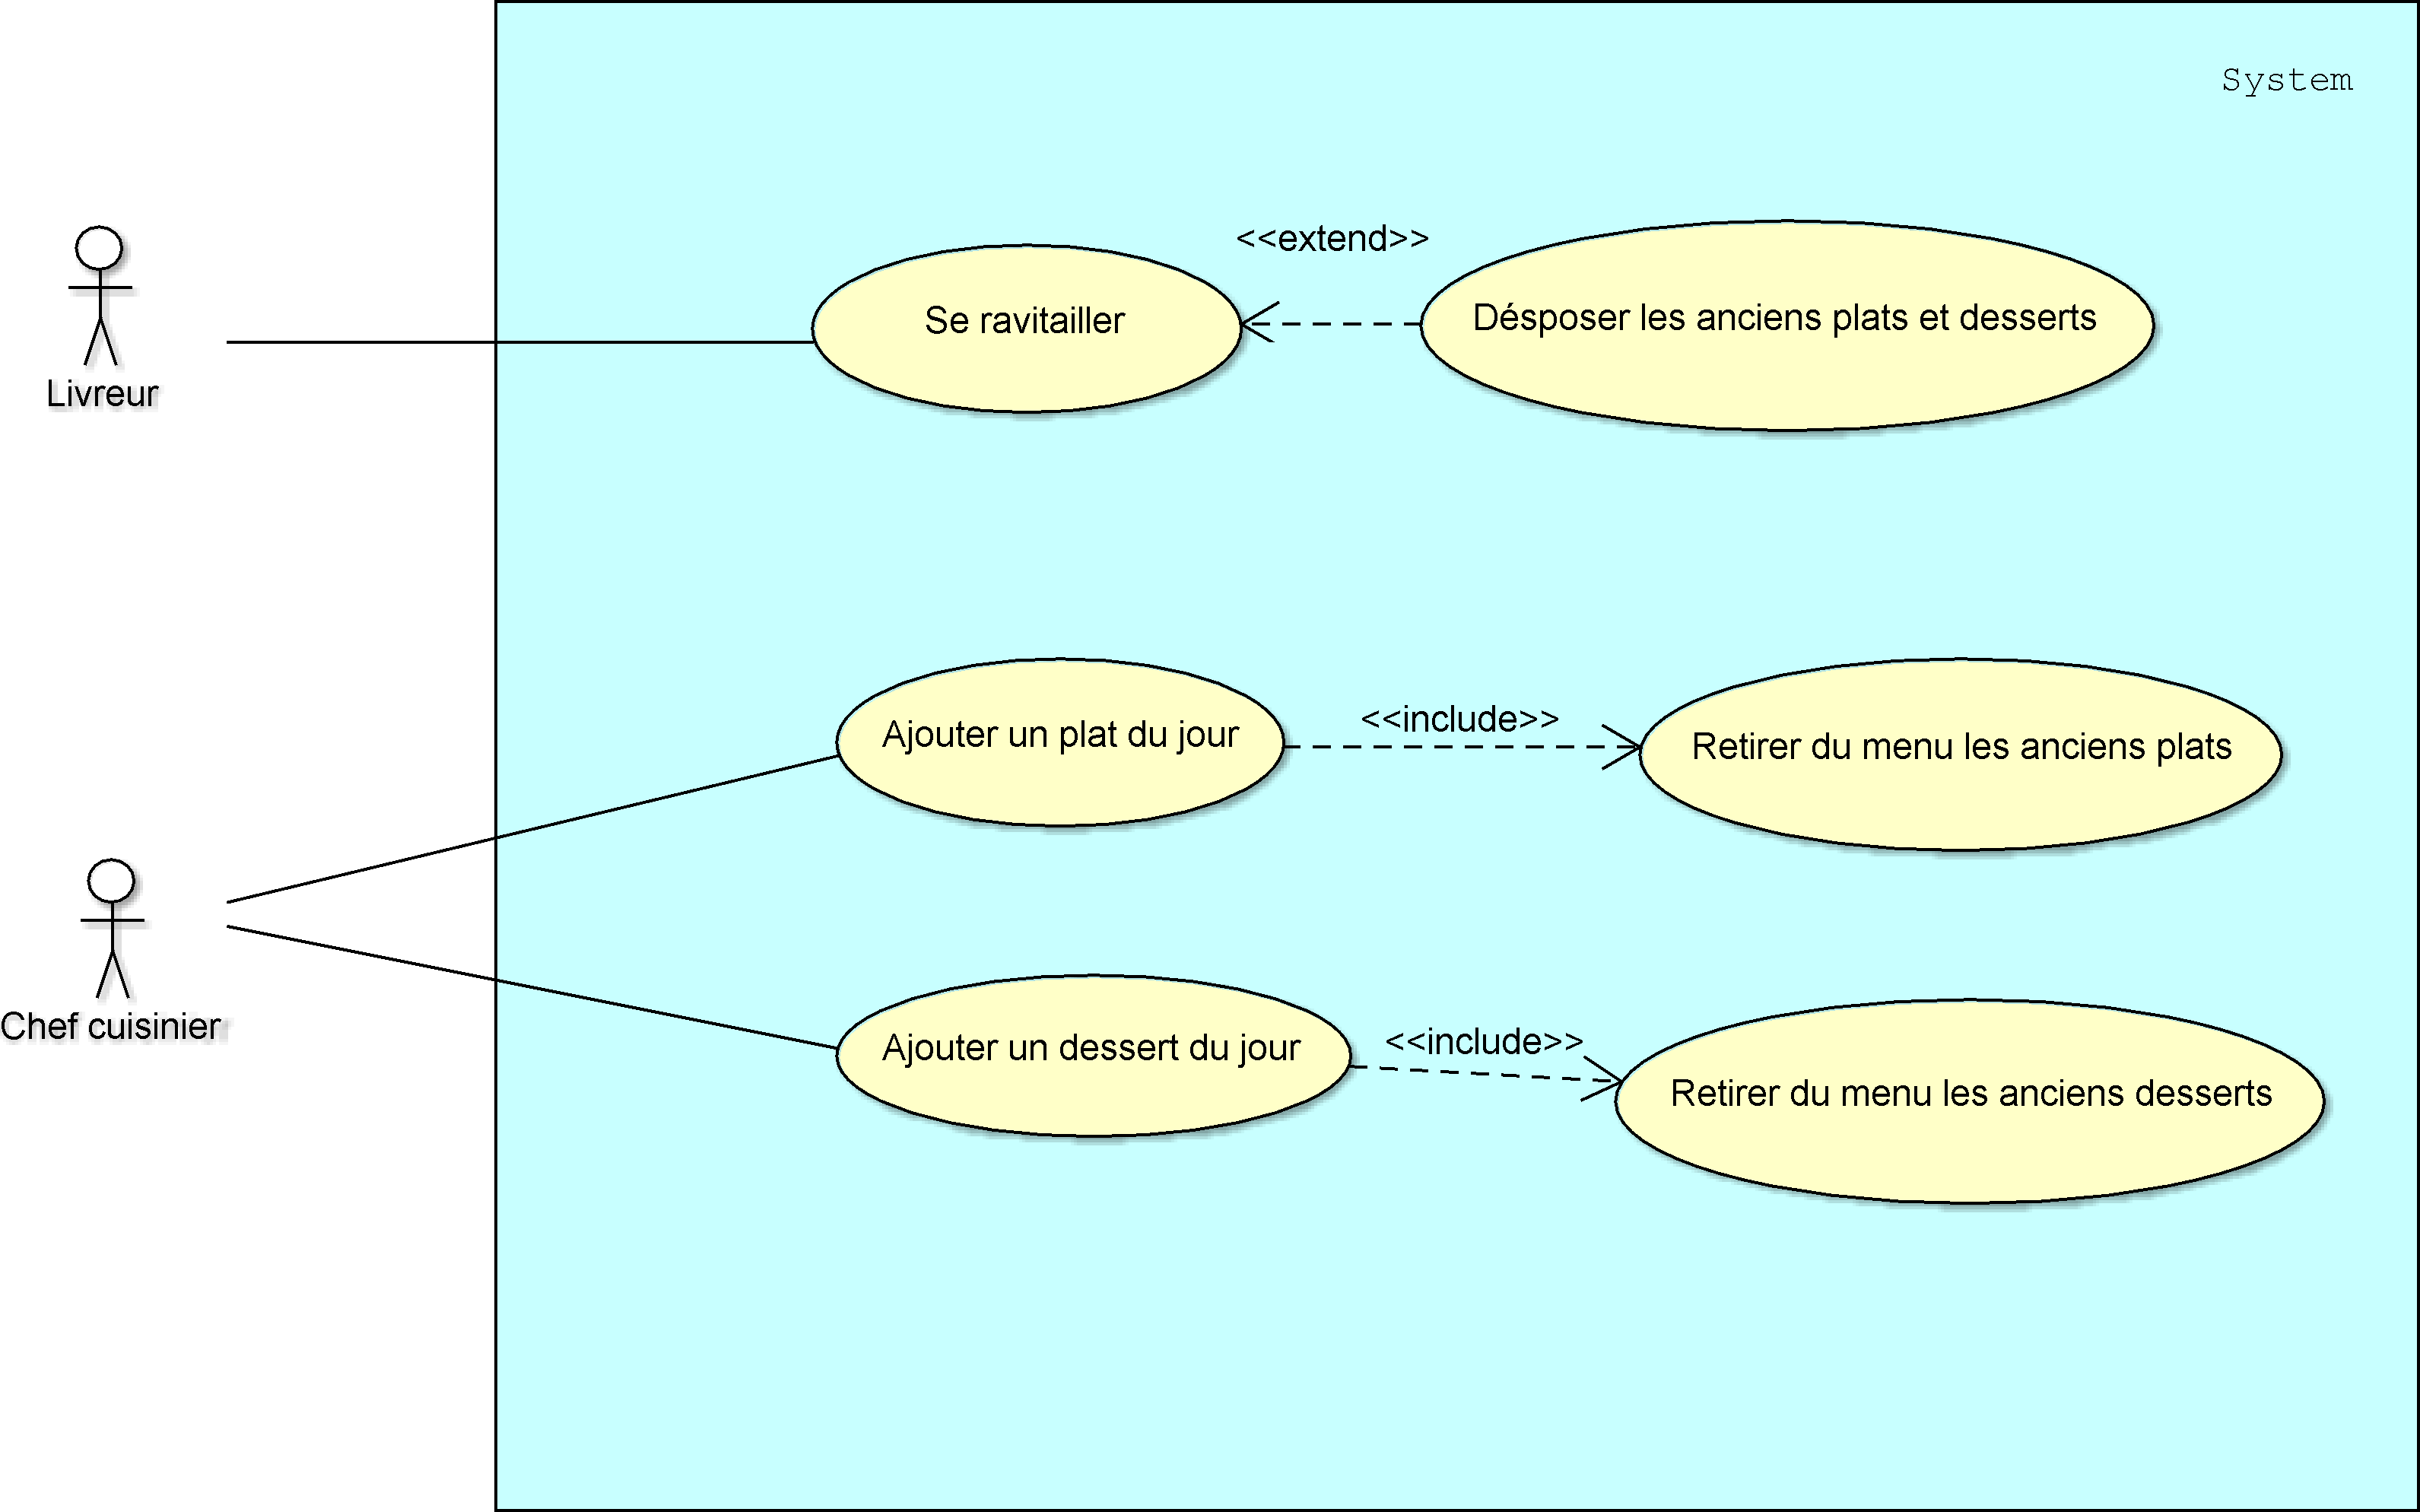 System
<<extend>>
Se ravitailler
Désposer les anciens plats et desserts
Livreur
Ajouter un plat du jour
<<include>>
Retirer du menu les anciens plats
Chef cuisinier
Ajouter un dessert du jour
<<include>>
Retirer du menu les anciens desserts